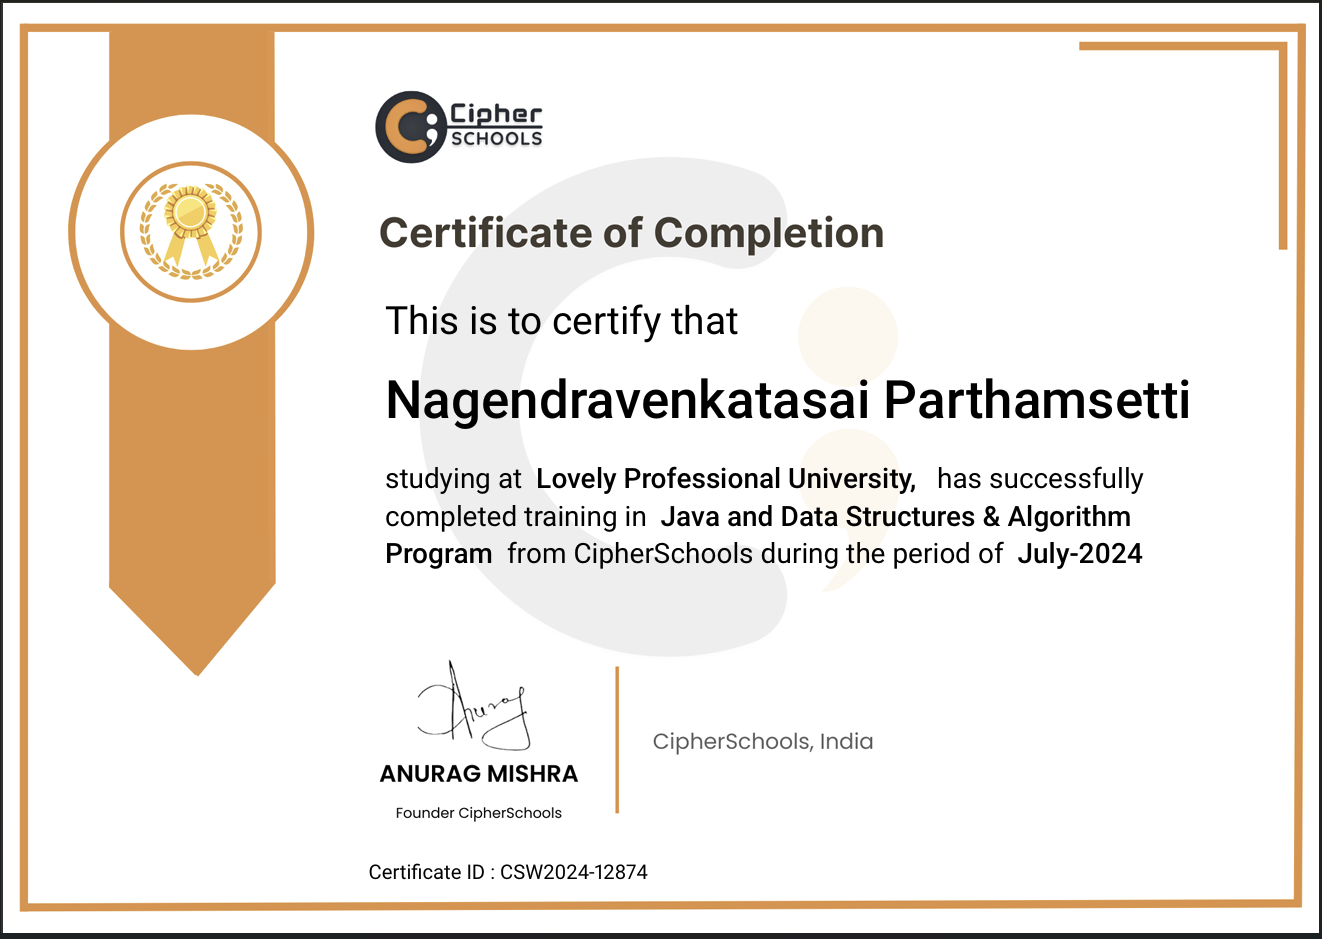 Cipher
SCHOOLS
Certificate of Completion
This is to certify that
Nagendravenkatasai Parthamsetti
studying at Lovely Professional University, has successfully
completed training in Java and Data Structures & Algorithm
Program from CipherSchools during the period of July-2024
Anurag
ANURAG MISHRA
Founder CipherSchools
CipherSchools, India
Certificate ID : CSW2024-12874